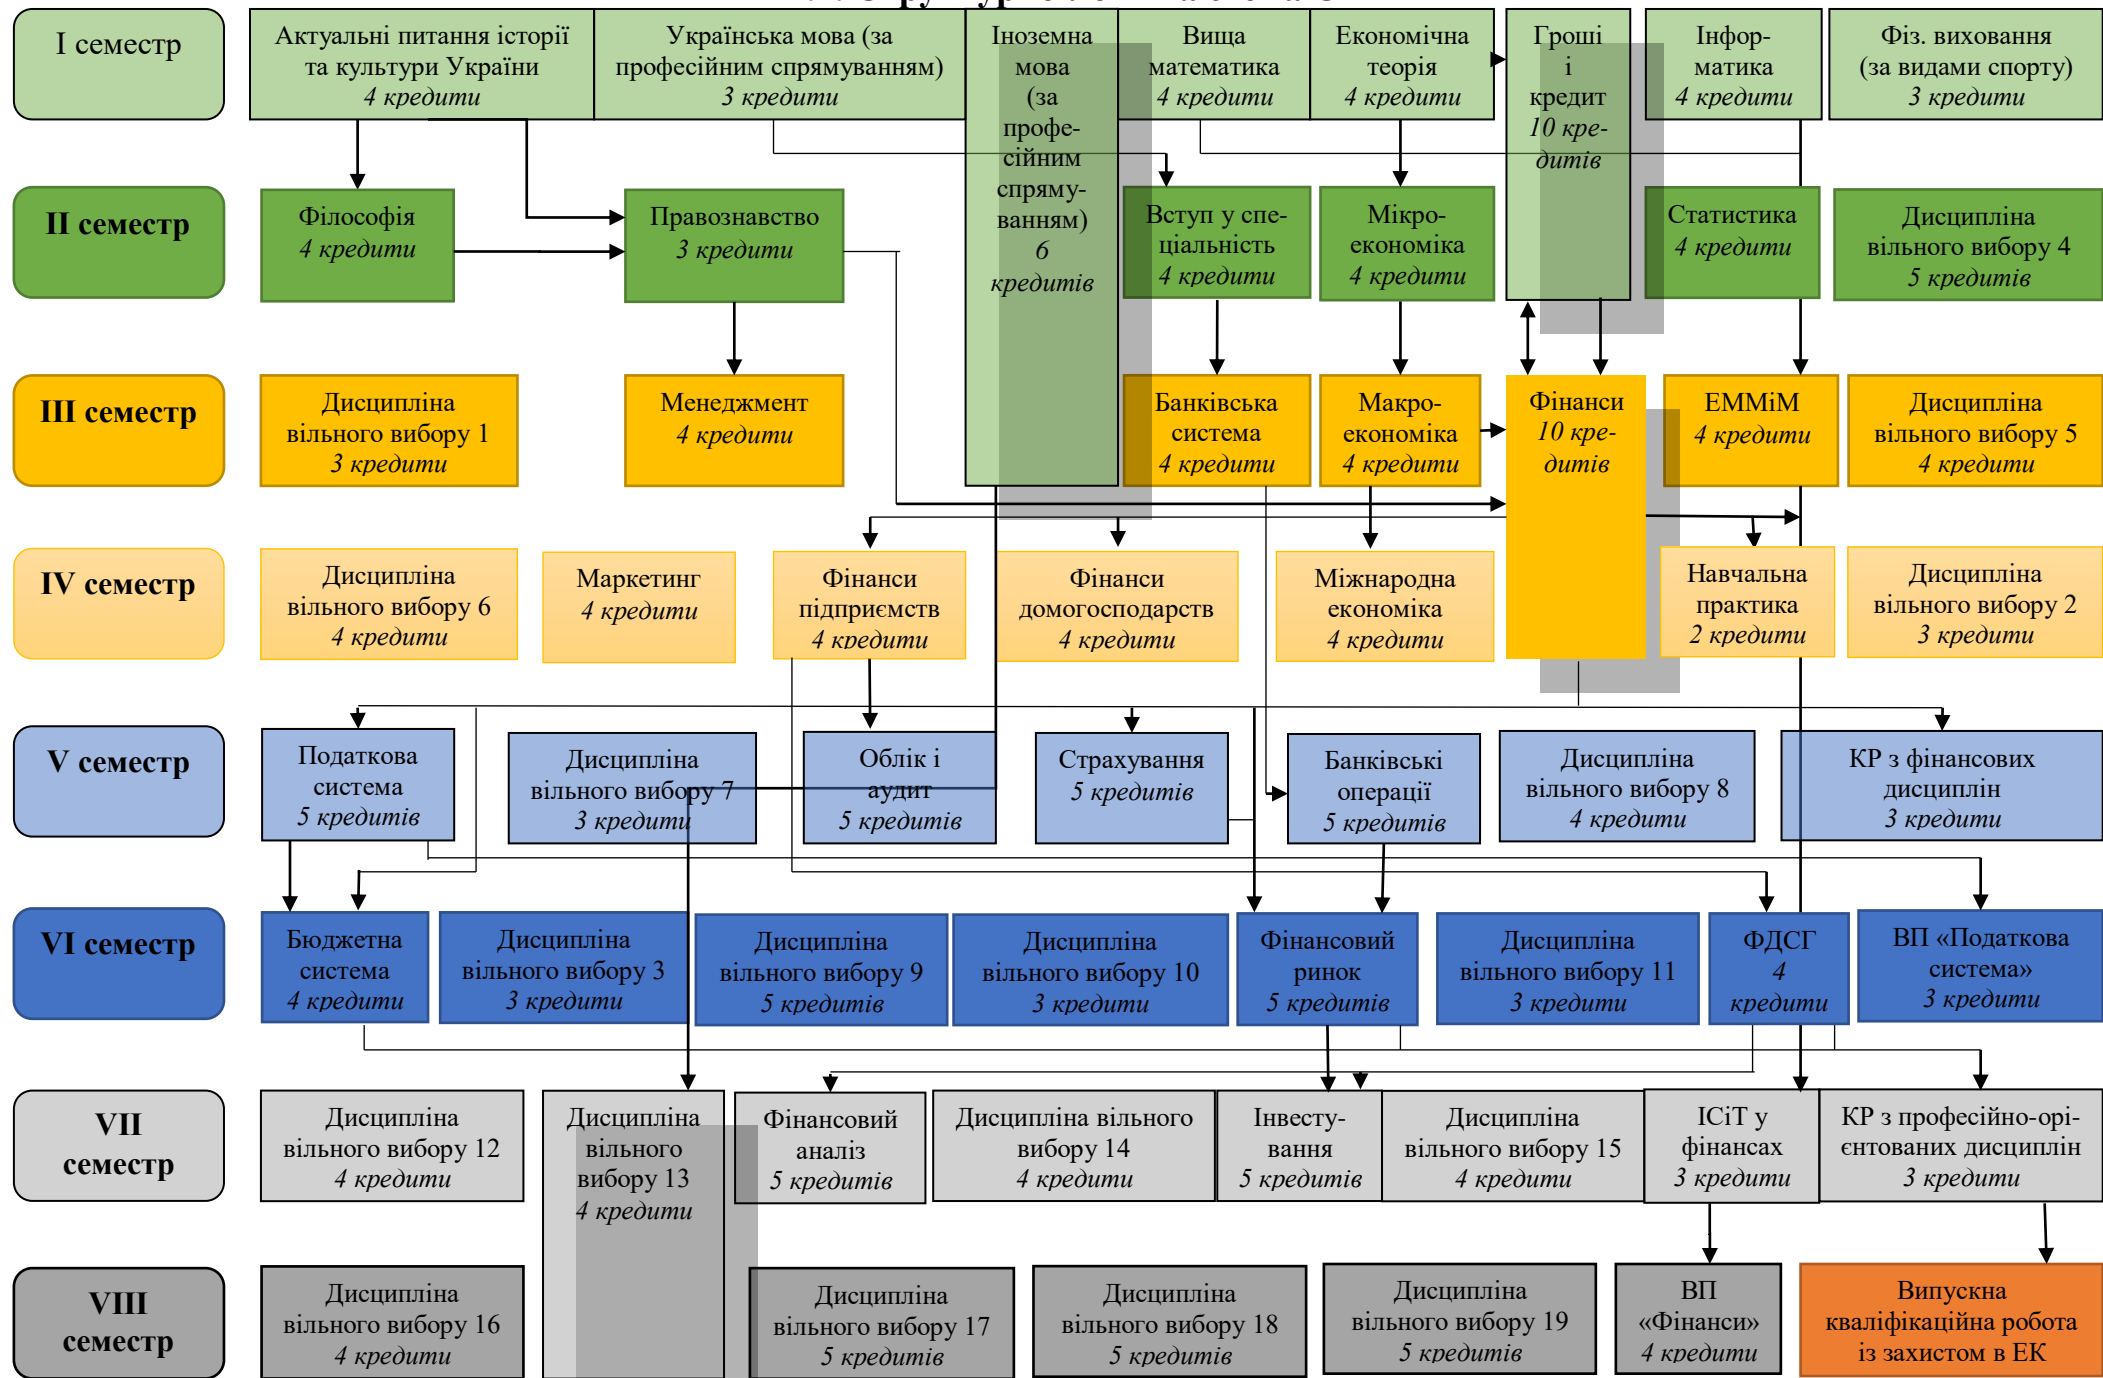 I семестр
Актуальні питання історії
та культури України
4 кредити
Українська мова (за
професійним спрямуванням)
3 кредити
Іноземна
мова
(за
профе-
сійним
спряму-
ванням)
6
кредитів
Вища
математика
4 кредити
Економічна
теорія
4 кредити
Гроші
і
кредит
10 кре-
дитів
Інфор-
матика
4 кредити
Фіз. виховання
(за видами спорту)
3 кредити
II семестр
Філософія
4 кредити
Правознавство
3 кредити
Вступ у спе-
ціальність
4 кредити
Мікро-
економіка
4 кредити
Статистика
4 кредити
Дисципліна
вільного вибору 4
5 кредитів
III семестр
Дисципліна
вільного вибору 1
3 кредити
Менеджмент
4 кредити
Банківська
система
4 кредити
Макро-
економіка
4 кредити
Фінанси
10 кре-
дитів
ЕММіМ
4 кредити
Дисципліна
вільного вибору 5
4 кредити
IV семестр
Дисципліна
вільного вибору 6
4 кредити
Маркетинг
4 кредити
Фінанси
підприємств
4 кредити
Фінанси
домогосподарств
4 кредити
Міжнародна
економіка
4 кредити
Навчальна
практика
2 кредити
Дисципліна
вільного вибору 2
3 кредити
V семестр
Податкова
система
5 кредитів
Дисципліна
вільного вибору 7
3 кредити
Облік і
аудит
5 кредитів
Страхування
5 кредитів
Банківські
операції
5 кредитів
Дисципліна
вільного вибору 8
4 кредити
КР з фінансових
дисциплін
3 кредити
VI семестр
Бюджетна
система
4 кредити
Дисципліна
вільного вибору 3
3 кредити
Дисципліна
вільного вибору 9
5 кредитів
Дисципліна
вільного вибору 10
3 кредити
Фінансовий
ринок
5 кредитів
Дисципліна
вільного вибору 11
3 кредити
ФДСГ
4
кредити
ВП «Податкова
система»
3 кредити
VII
семестр
Дисципліна
вільного вибору 12
4 кредити
Дисципліна
вільного
вибору 13
4 кредити
Фінансовий
аналіз
5 кредитів
Дисципліна вільного
вибору 14
4 кредити
Інвесту-
вання
5 кредитів
Дисципліна
вільного вибору 15
4 кредити
ІСіТ у
фінансах
3 кредити
КР з професійно-орі-
єнтованих дисциплін
3 кредити
VIII
семестр
Дисципліна
вільного вибору 16
4 кредити
Дисципліна
вільного вибору 17
5 кредитів
Дисципліна
вільного вибору 18
5 кредитів
Дисципліна
вільного вибору 19
5 кредитів
ВП
«Фінанси»
4 кредити
Випускна
кваліфікаційна робота
із захистом в ЕК